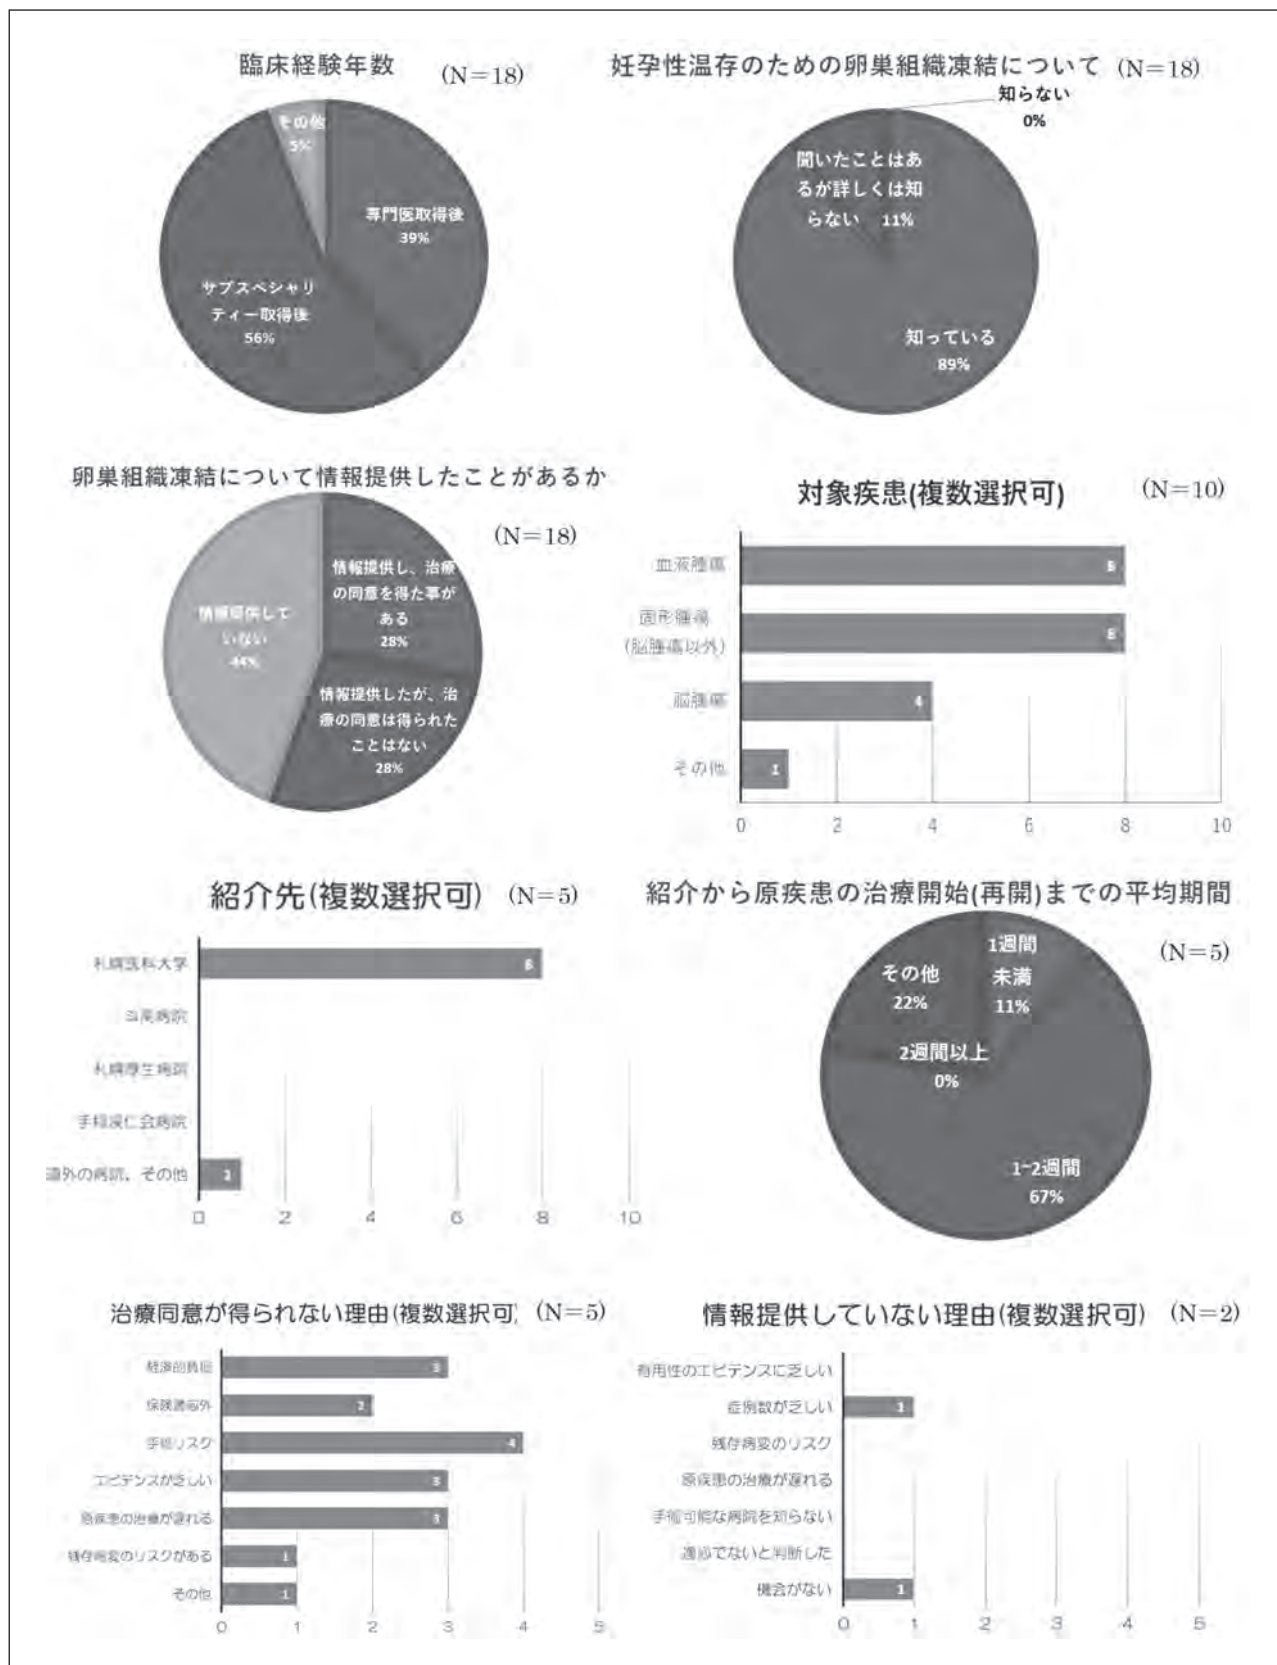 臨床経験年数 (N=18)
その他
5%
専門医取得後
39%
サブスペシャリ
ティー取得後
56%
妊孕性温存のための卵巣組織凍結について (N=18)
知らない
0%
聞いたことはあ
るが詳しくは知
らない 11%
知っている
89%
卵巣組織凍結について情報提供したことがあるか
(N=18)
情報提供し、治療
の同意を得た事が
ある
28%
情報提供して
いない
44%
情報提供したが、治
療の同意は得られた
ことはない
28%
対象疾患(複数選択可) (N=10)
血液腫瘍
8
固形腫瘍
(脳腫瘍以外)
8
脳腫瘍
4
その他
1
0 2 4 6 8 10
紹介先(複数選択可) (N=5)
札幌医科大学
8
札幌厚生病院
手稲渓仁会病院
道外の病院、その他
1
0 2 4 6 8 10
紹介から原疾患の治療開始(再開)までの平均期間
(N=5)
1週間
未満
11%
その他
22%
2週間以上
0%
1~2週間
67%
治療同意が得られない理由(複数選択可) (N=5)
経済的負担
3
保険適応外
2
手術リスク
4
エビデンスが乏しい
3
原疾患の治療が遅れる
3
残存病変のリスクがある
1
その他
1
0 1 2 3 4 5
情報提供していない理由(複数選択可) (N=2)
有用性のエビデンスに乏しい
症例数が乏しい
1
残存病変のリスク
原疾患の治療が遅れる
手術可能な病院を知らない
適応でないと判断した
機会がない
1
0 1 2 3 4 5